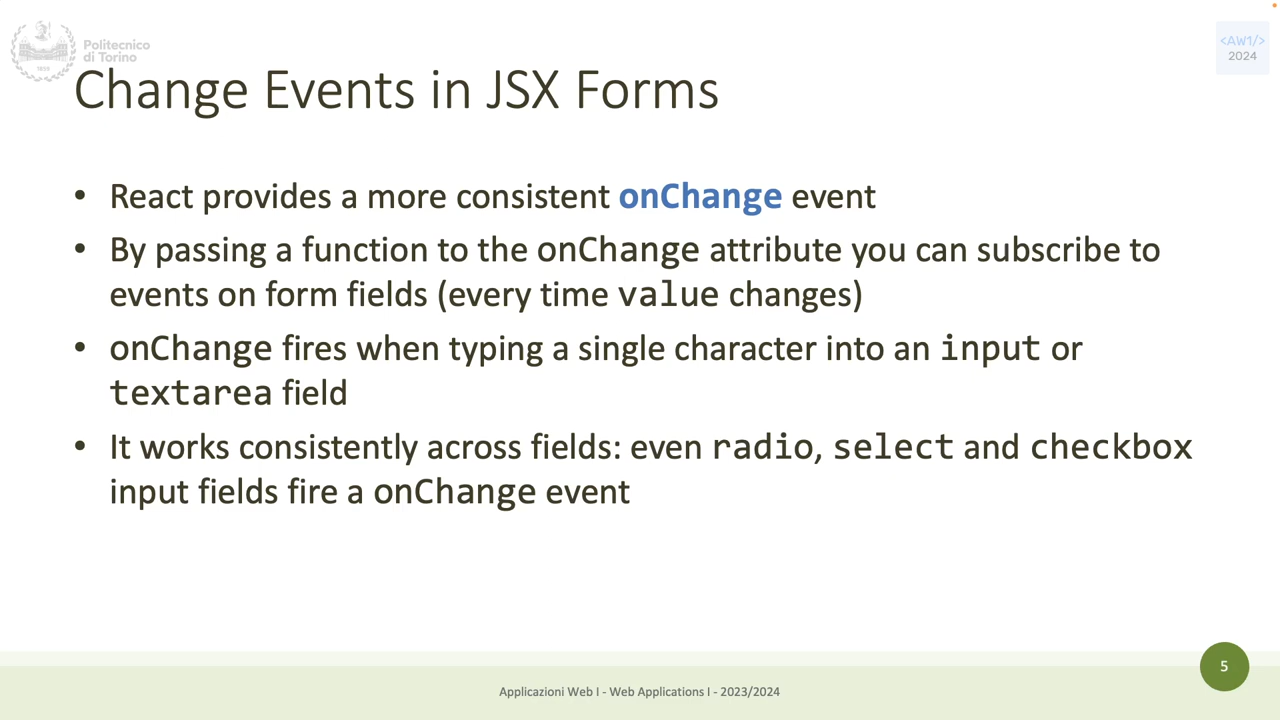 Politecnico
di Torino
1859
<AW1/>
2024
Change Events in JSX Forms
• React provides a more consistent onChange event
• By passing a function to the onChange attribute you can subscribe to
events on form fields (every time value changes)
• onChange fires when typing a single character into an input or
textarea field
• It works consistently across fields: even radio, select and checkbox
input fields fire a onChange event
5
Applicazioni Web I - Web Applications I - 2023/2024